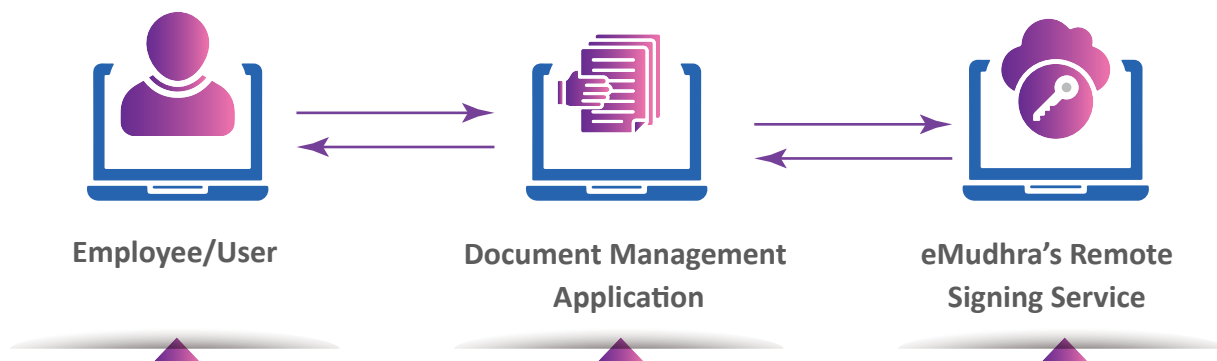 Employee/User
Document Management
Application
eMudhra’s Remote
Signing Service